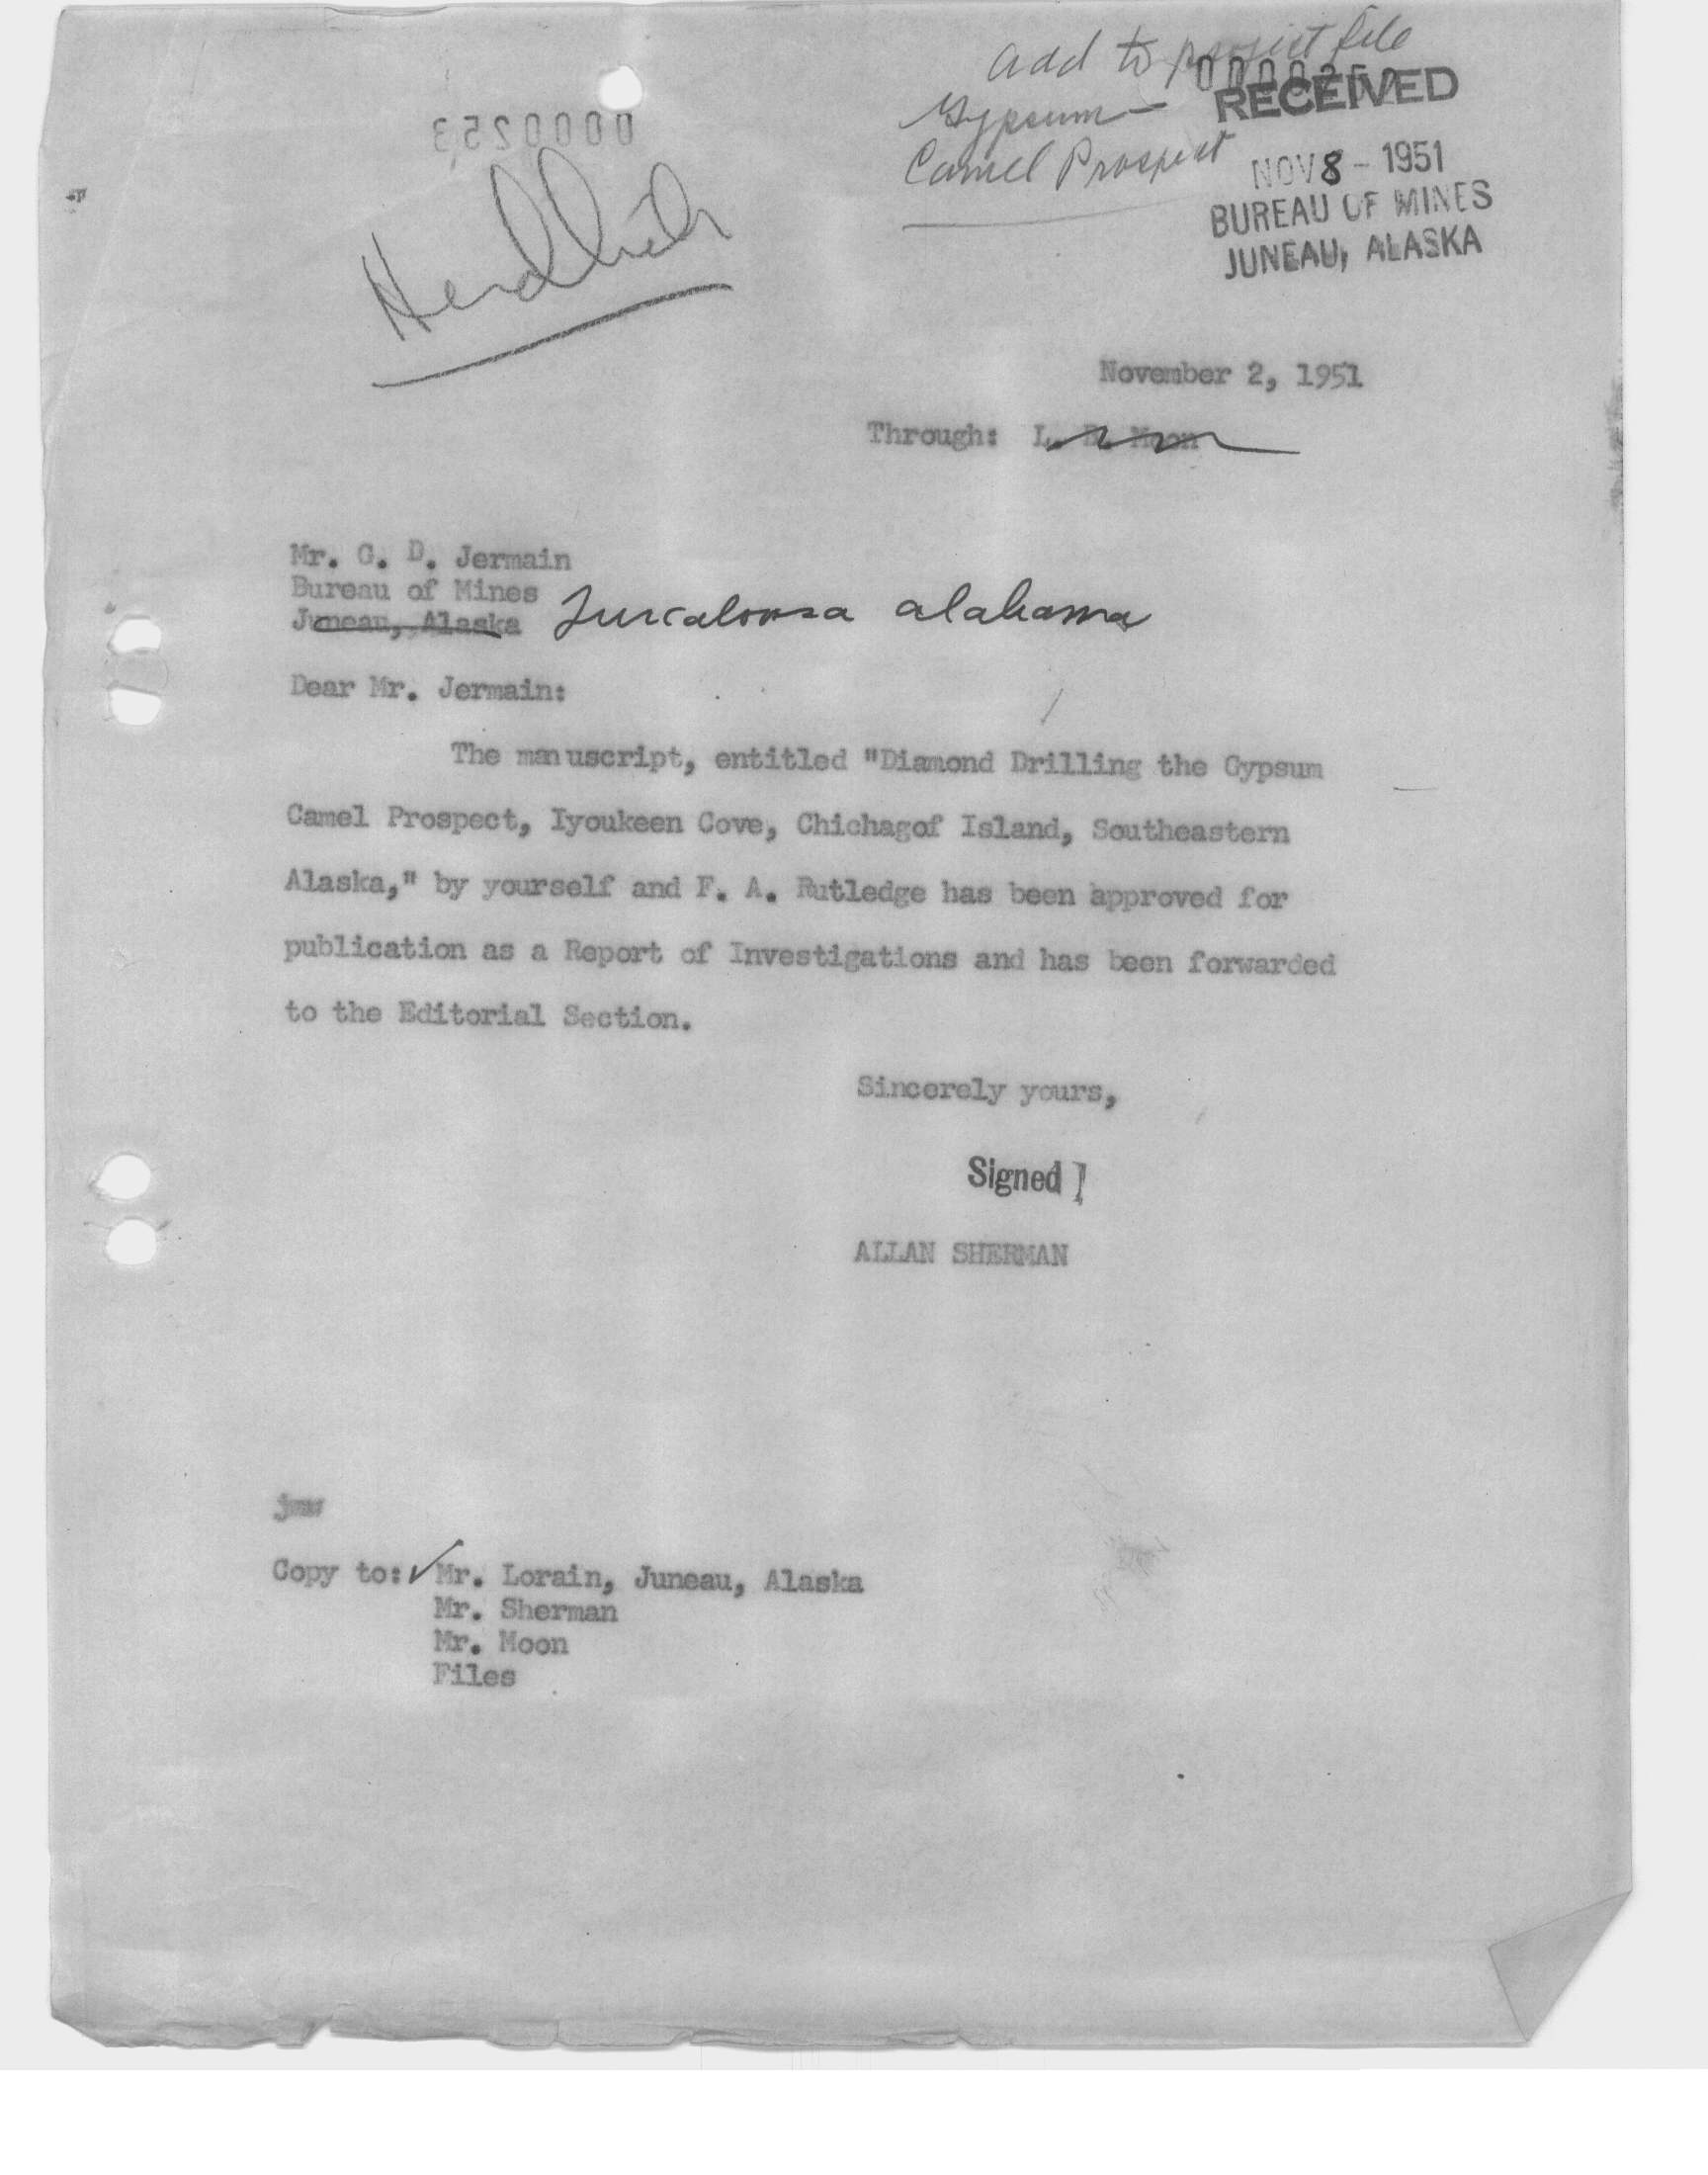 add to project file
RECEIVED
Gypsum -
Camel Prospect
NOV 8 - 1951
BUREAU OF MINES
JUNEAU, ALASKA
0000253
November 2, 1951
Through: L. B. Moon
Mr. G. D. Jermain
Bureau of Mines
Juneau, Alaska Tuscaloosa alabama
Dear Mr. Jermain:
The manuscript, entitled "Diamond Drilling the Gypsum
Camel Prospect, Iyoukeen Cove, Chichagof Island, Southeastern
Alaska," by yourself and F. A. Rutledge has been approved for
publication as a Report of Investigations and has been forwarded
to the Editorial Section.
Sincerely yours,
Signed
ALLAN SHERMAN
jmw
Copy to: ✓ Mr. Lorain, Juneau, Alaska
Mr. Sherman
Mr. Moon
Files